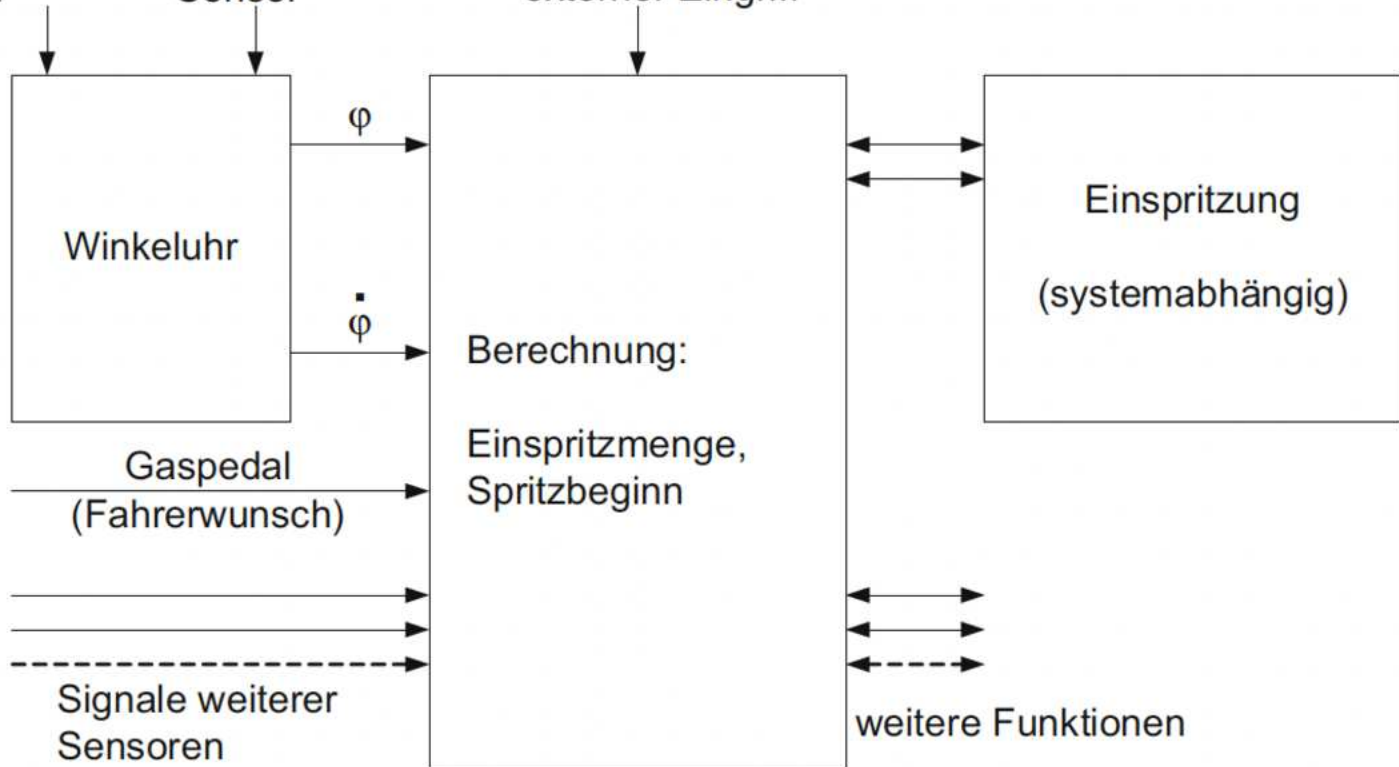 φ
Winkeluhr
φ̇
Berechnung:
Einspritzmenge,
Spritzbeginn
Einspritzung
(systemabhängig)
Gaspedal
(Fahrerwunsch)
Signale weiterer
Sensoren
weitere Funktionen